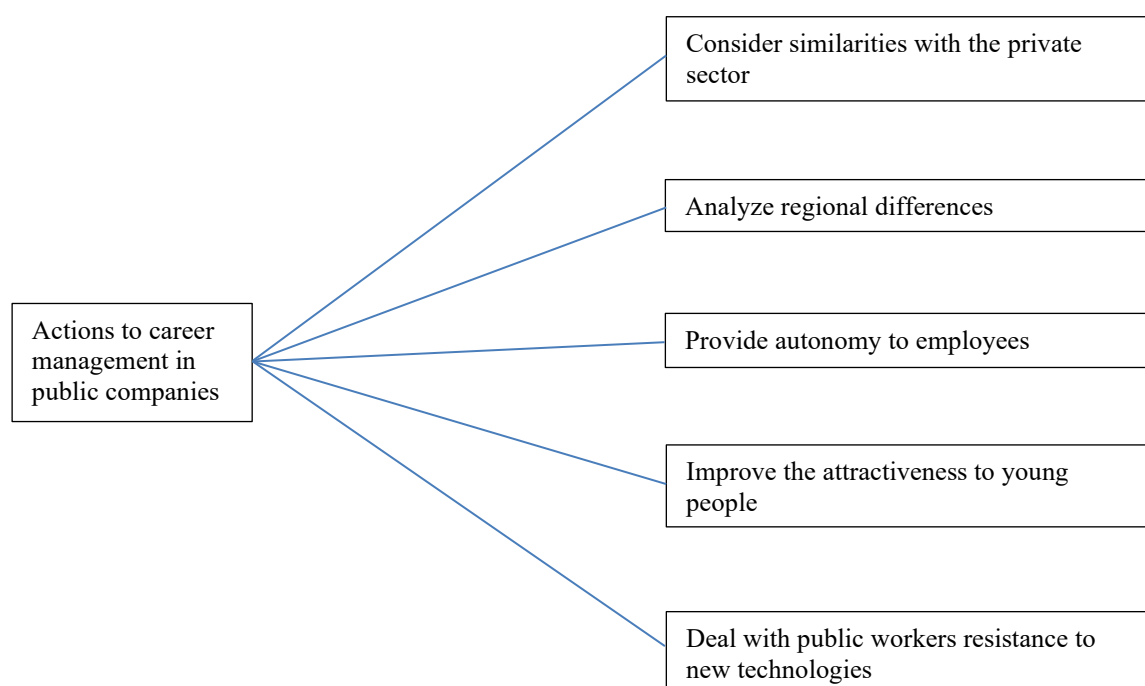 Consider similarities with the private
sector
Analyze regional differences
Actions to career
management in
public companies
Provide autonomy to employees
Improve the attractiveness to young
people
Deal with public workers resistance to
new technologies